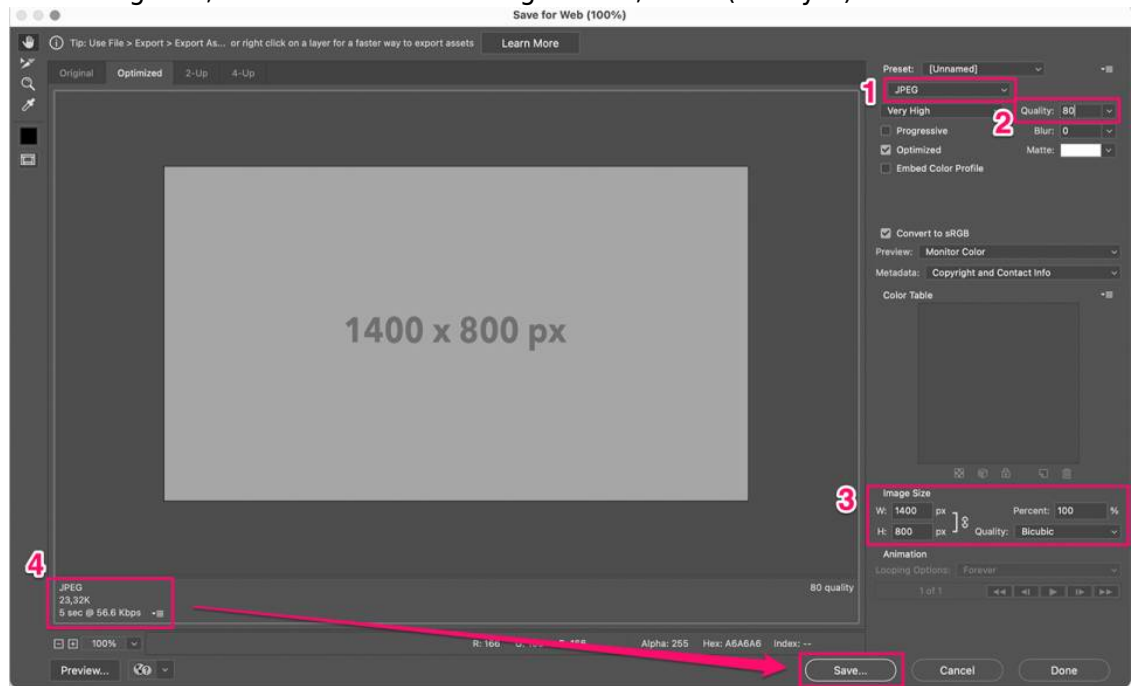 Save for Web (100%)
Tip: Use File > Export > Export As... or right click on a layer for a faster way to export assets
Learn More
Original Optimized 2-Up 4-Up
Preset: [Unnamed]
1 JPEG
Very High 2 Quality: 80
Progressive Blur: 0
Optimized Matte:
Embed Color Profile
Convert to sRGB
Preview: Monitor Color
Metadata: Copyright and Contact Info
Color Table
1400 x 800 px
3 Image Size
W: 1400 px Percent: 100 %
H: 800 px Quality: Bicubic
Animation
Looping Options: Forever
1 of 1
4
JPEG
23,32K
5 sec @ 56.6 Kbps
80 quality
100% R: 166 Alpha: 255 Hex: A6A6A6 Index: --
Preview... Save... Cancel Done